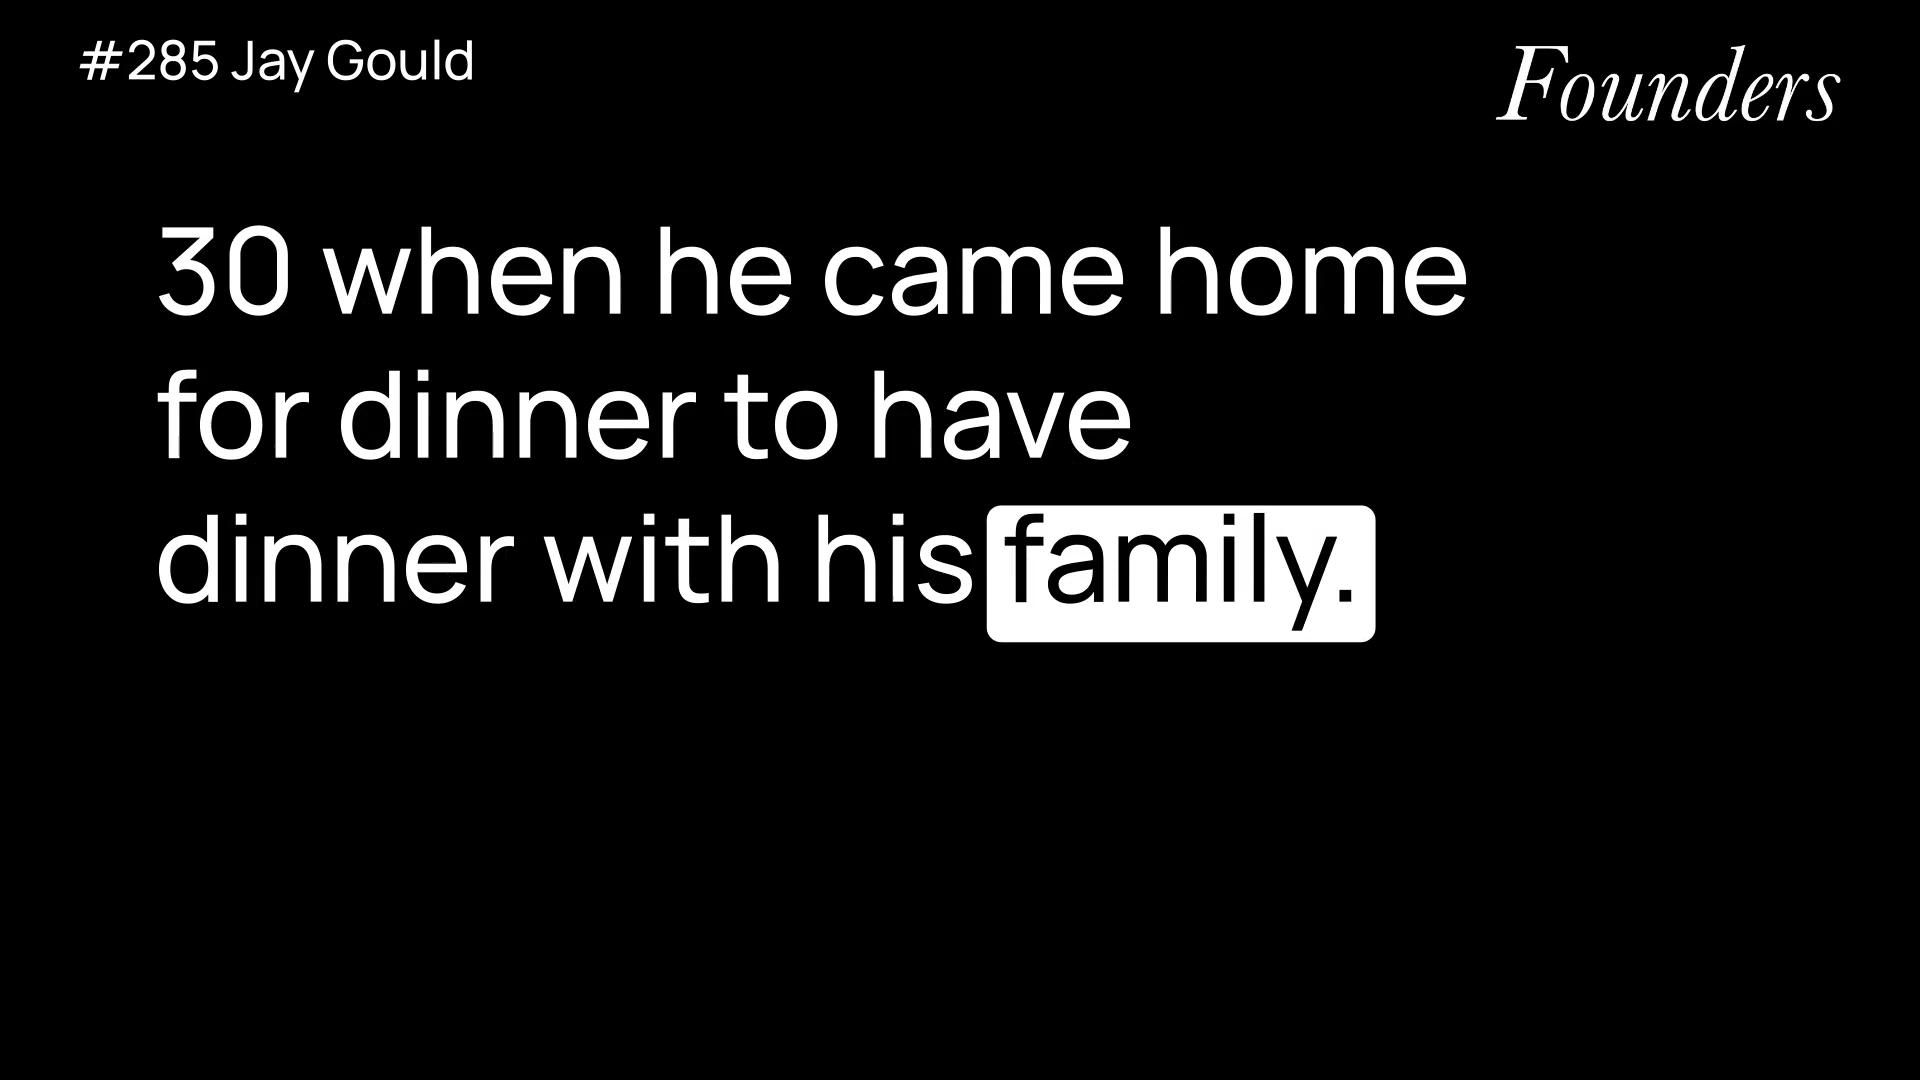 #285 Jay Gould
Founders
30 when he came home
for dinner to have
dinner with his family.